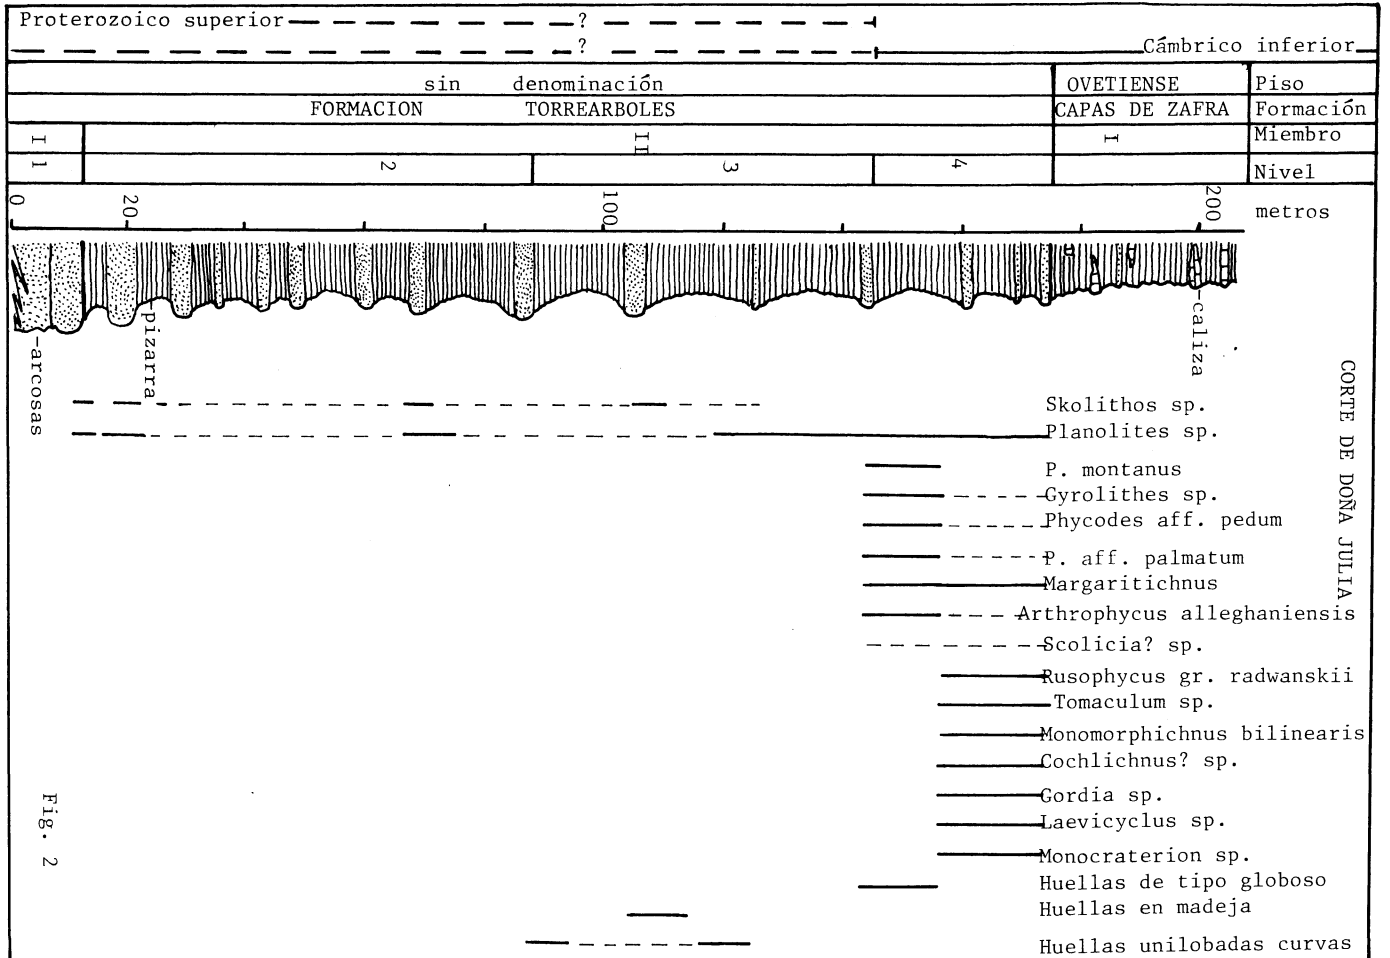 Proterozoico superior ?
? Cámbrico inferior
sin denominación OVETIENSE Piso
FORMACION TORREARBOLES CAPAS DE ZAFRA Formación
I II I Miembro
1 2 3 4 Nivel
0 20 100 200 metros
-arcosas
-pizarra
-caliza
CORTE DE DOÑA JULIA
Skolithos sp.
Planolites sp.
P. montanus
Gyrolithes sp.
Phycodes aff. pedum
P. aff. palmatum
Margaritichnus
Arthrophycus alleghaniensis
Scolicia? sp.
Rusophycus gr. radwanskii
Tomaculum sp.
Monomorphichnus bilinearis
Cochlichnus? sp.
Gordia sp.
Laevicyclus sp.
Monocraterion sp.
Huellas de tipo globoso
Huellas en madeja
Huellas unilobadas curvas
Fig. 2